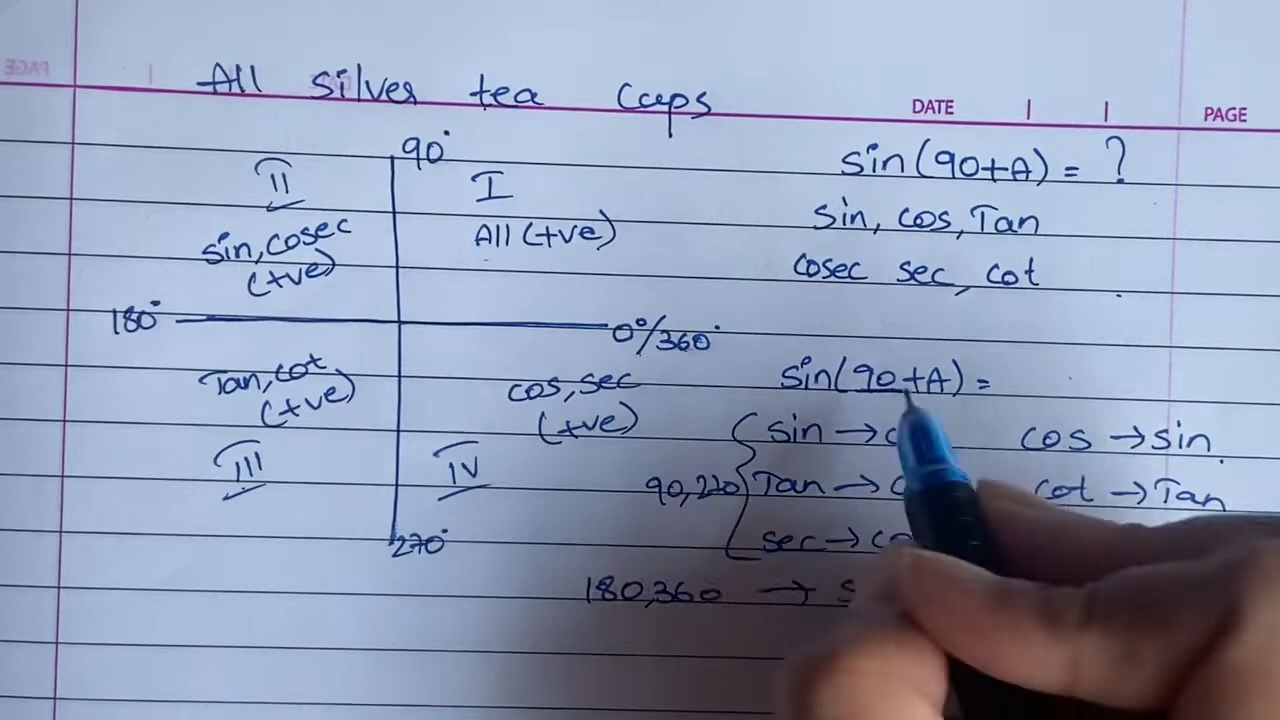 All silver tea cups
DATE
PAGE
90°
II
I
sin, cosec
(+ve)
All (+ve)
180°
0°/360°
Tan, cot
(+ve)
cos, sec
(+ve)
III
IV
270°
sin(90+A) = ?
sin, cos, Tan
cosec sec, cot
sin(90+A) =
sin → cos → sin
90,270 Tan → cot → Tan
sec →
180,360 →